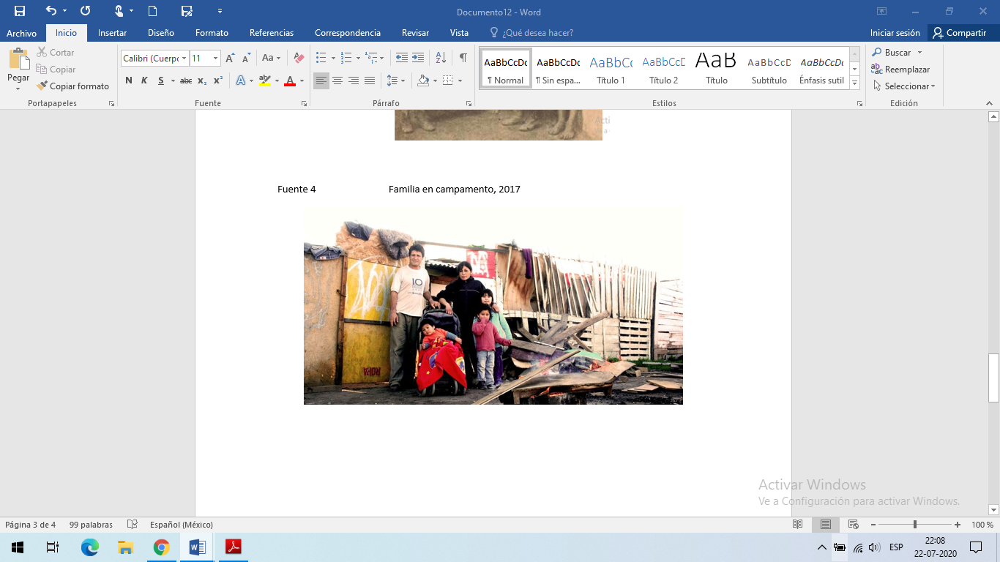 Documento12 - Word
Archivo Inicio Insertar Diseño Formato Referencias Correspondencia Revisar Vista ¿Qué desea hacer? Iniciar sesión Compartir
Pegar
Cortar
Copiar
Copiar formato
Portapapeles
Calibri (Cuerpo 11
Aa
N K S abc x₂ x² A aby A
Fuente
Párrafo
AaBbCcDc AaBbCcDc AaBbCc AaBbCcD AaB AaBbCcD AaBbCcDc
¶ Normal ¶ Sin espa... Título 1 Título 2 Título Subtítulo Énfasis sutil
Estilos
Buscar
Reemplazar
Seleccionar
Edición
Acti
Fuente 4 Familia en campamento, 2017
10
ROPA
Activar Windows
Ve a Configuración para activar Windows.
Página 3 de 4 99 palabras Español (México) 100 %
ESP
22:08
22-07-2020